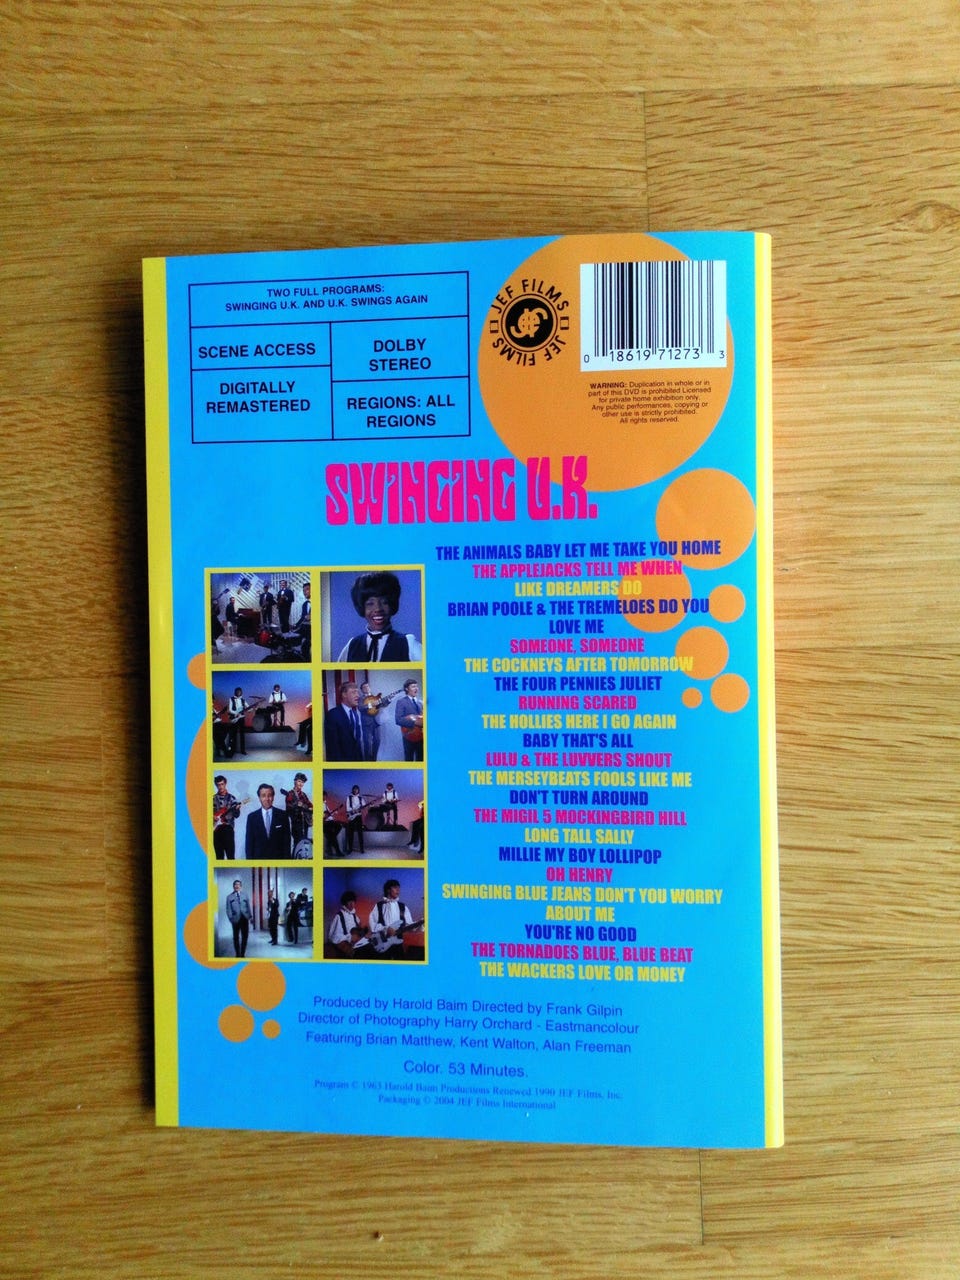 TWO FULL PROGRAMS:
SWINGING U.K. AND U.K. SWINGS AGAIN
SCENE ACCESS
DOLBY
STEREO
DIGITALLY
REMASTERED
REGIONS: ALL
REGIONS
JEF FILMS
JEF FILMS
0 18619 71273 3
WARNING: Duplication in whole or in
part of this DVD is prohibited Licensed
for private home exhibition only.
Any public performances, copying or
other use is strictly prohibited.
All rights reserved.
SWINGING U.K.
THE ANIMALS BABY LET ME TAKE YOU HOME
THE APPLEJACKS TELL ME WHEN
LIKE DREAMERS DO
BRIAN POOLE & THE TREMELOES DO YOU
LOVE ME
SOMEONE, SOMEONE
THE COCKNEYS AFTER TOMORROW
THE FOUR PENNIES JULIET
RUNNING SCARED
THE HOLLIES HERE I GO AGAIN
BABY THAT'S ALL
LULU & THE LUVVERS SHOUT
THE MERSEYBEATS FOOLS LIKE ME
DON'T TURN AROUND
THE MIGIL 5 MOCKINGBIRD HILL
LONG TALL SALLY
MILLIE MY BOY LOLLIPOP
OH HENRY
SWINGING BLUE JEANS DON'T YOU WORRY
ABOUT ME
YOU'RE NO GOOD
THE TORNADOES BLUE, BLUE BEAT
THE WACKERS LOVE OR MONEY
Produced by Harold Baim Directed by Frank Gilpin
Director of Photography Harry Orchard - Eastmancolour
Featuring Brian Matthew, Kent Walton, Alan Freeman
Color. 53 Minutes.
Program © 1963 Harold Baim Productions Renewed 1990 JEF Films, Inc.
Packaging © 2004 JEF Films International